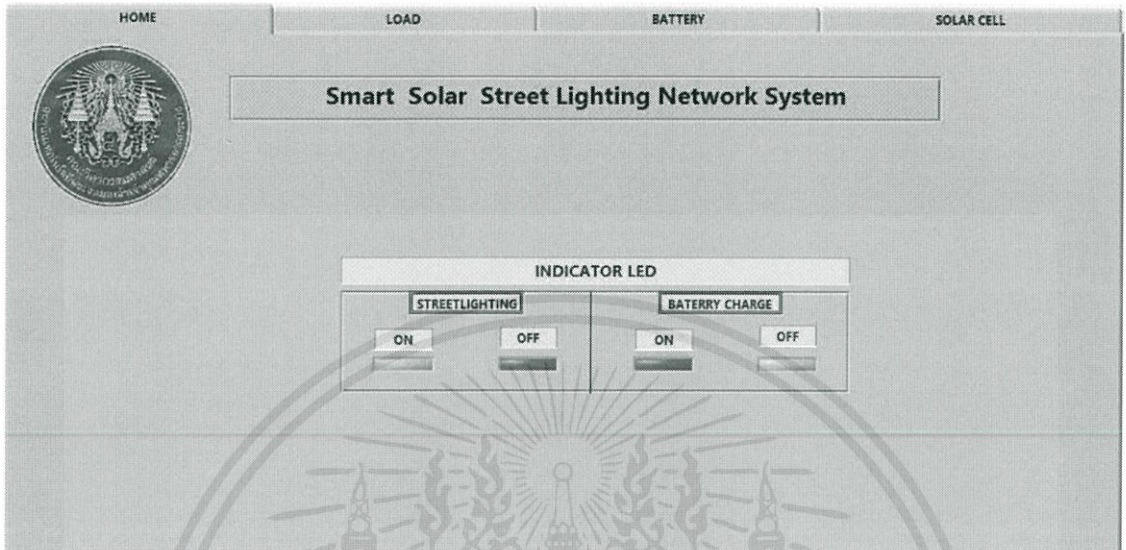 HOME LOAD BATTERY SOLAR CELL
Smart Solar Street Lighting Network System
INDICATOR LED
STREETLIGHTING BATERRY CHARGE
ON OFF ON OFF